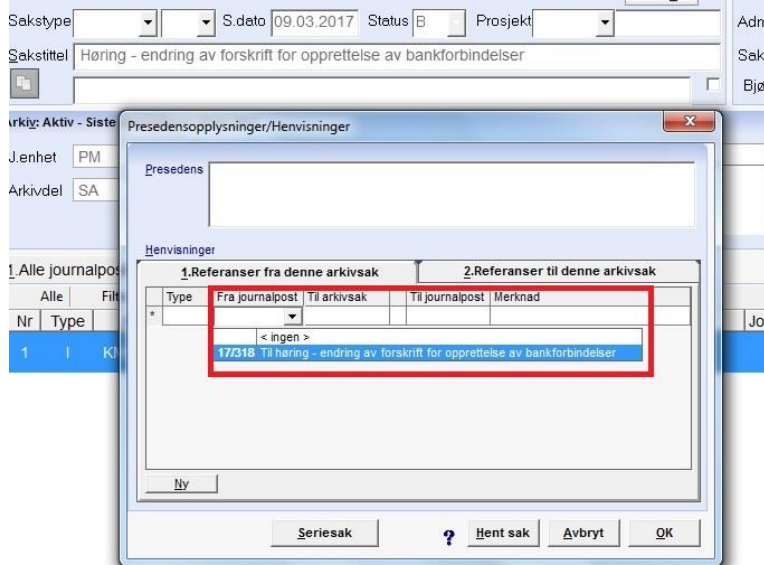 Sakstype S.dato 09.03.2017 Status B Prosjekt
Sakstittel Høring - endring av forskrift for opprettelse av bankforbindelser
Arkiv: Aktiv - Siste
J.enhet PM
Arkivdel SA
1.Alle journalpos
Alle Filt
Nr Type
1 I
Adm
Sak
Bjø
Jo
Presedensopplysninger/Henvisninger
Presedens
Henvisninger
1.Referanser fra denne arkivsak 2.Referanser til denne arkivsak
Type Fra journalpost Til arkivsak Til journalpost Merknad
*
< ingen >
17/318 Til høring - endring av forskrift for opprettelse av bankforbindelser
Ny
Seriesak ? Hent sak Avbryt OK